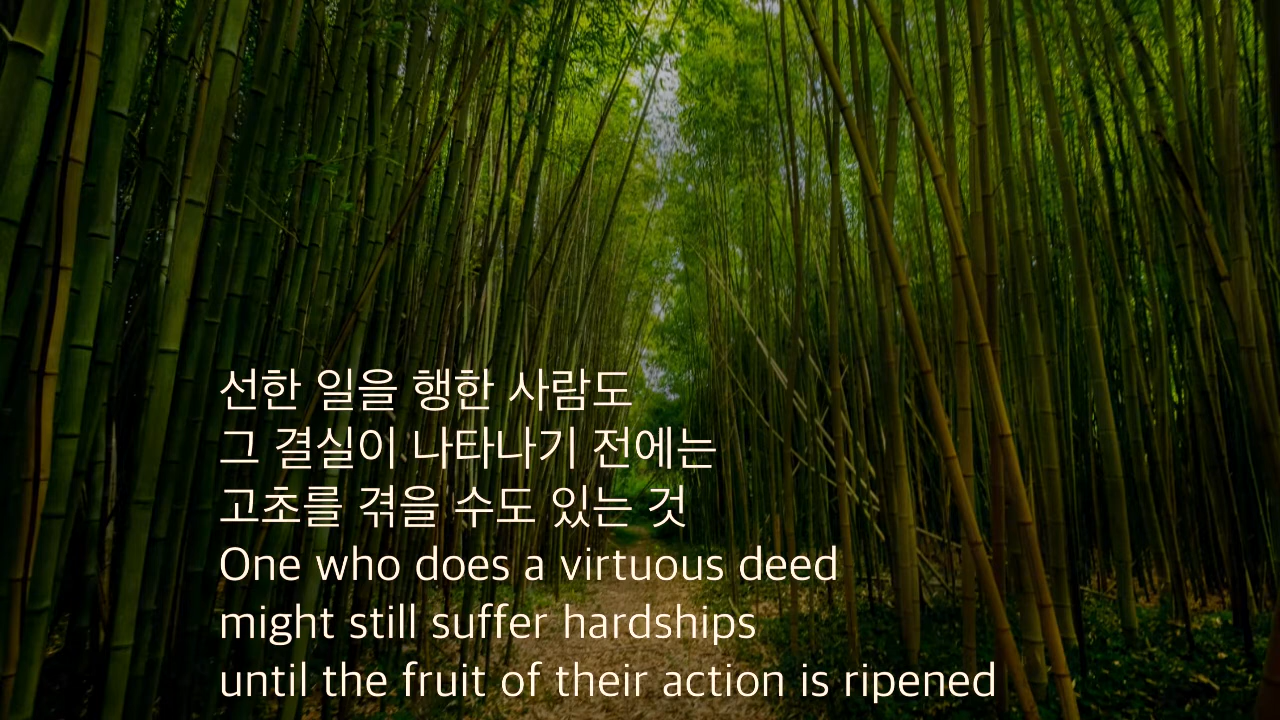 선한 일을 행한 사람도
그 결실이 나타나기 전에는
고초를 겪을 수도 있는 것
One who does a virtuous deed
might still suffer hardships
until the fruit of their action is ripened